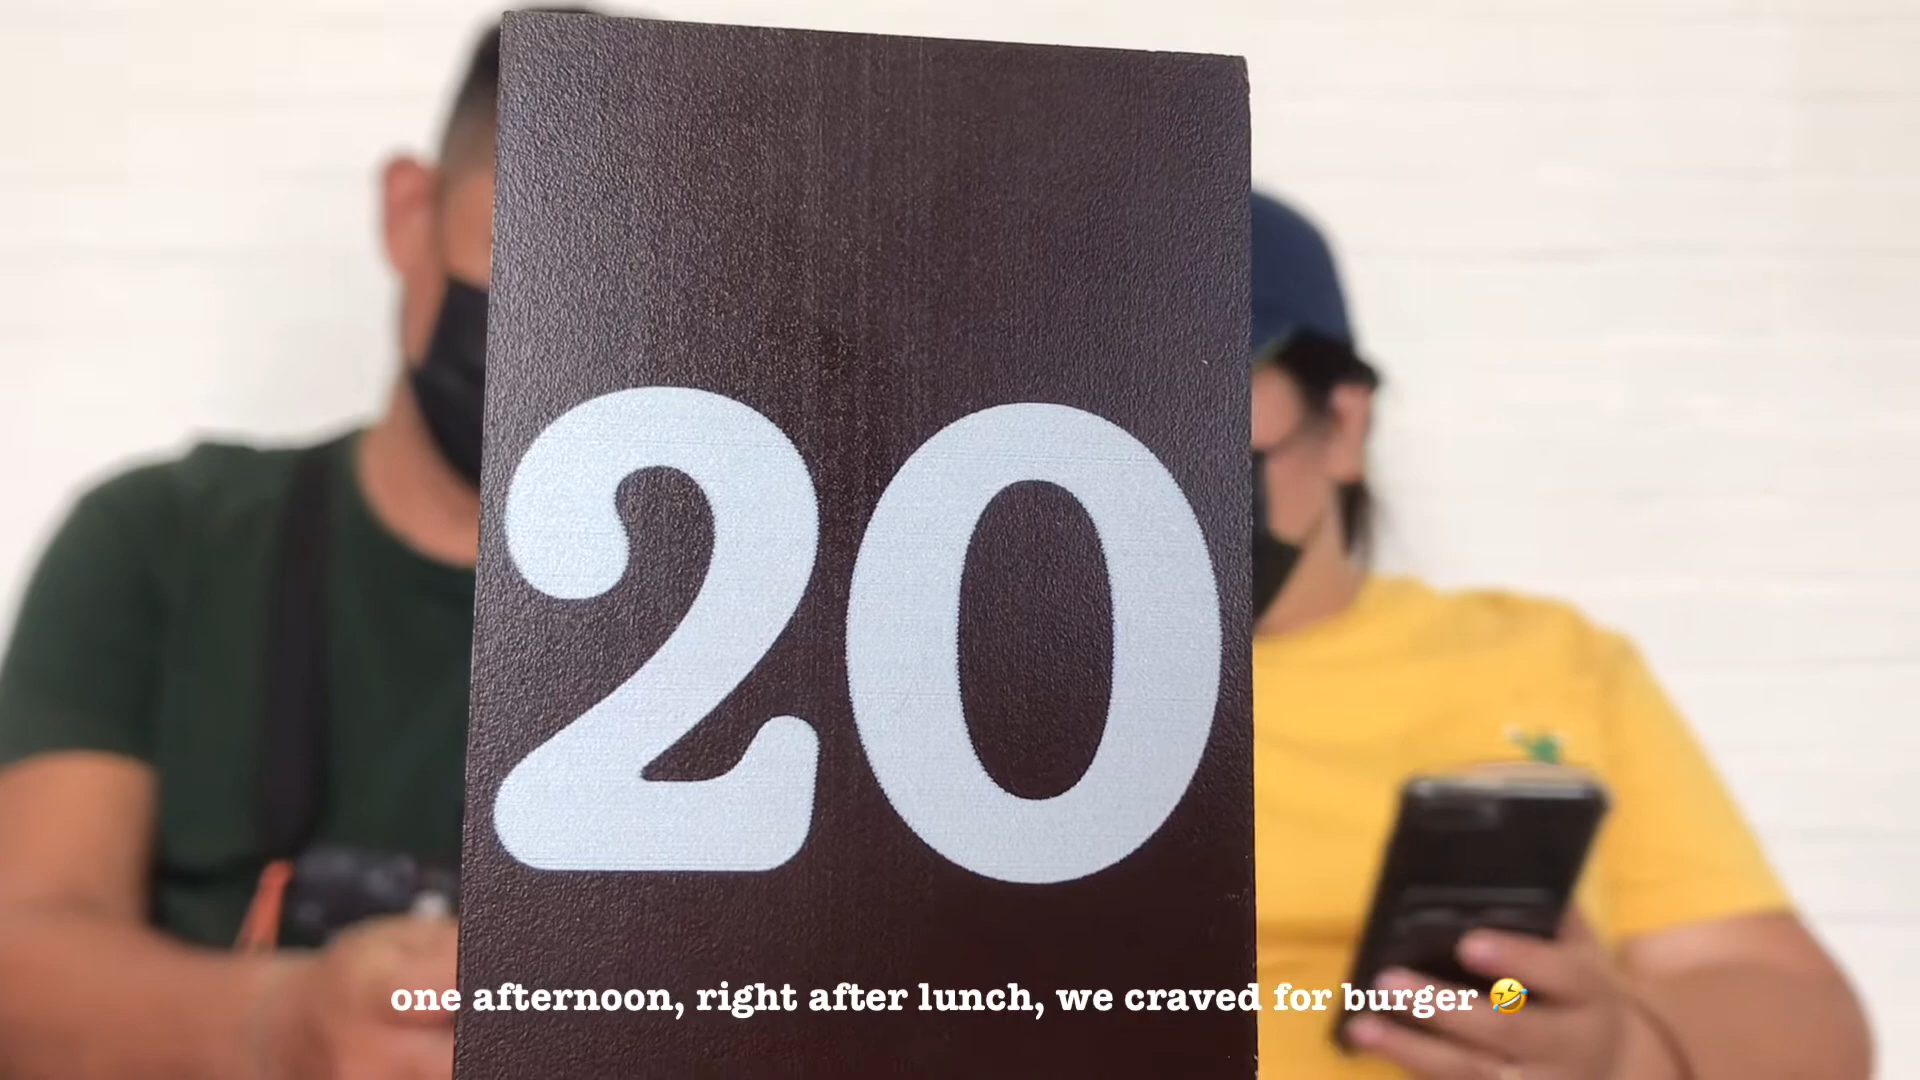 20
one afternoon, right after lunch, we craved for burger 🤣